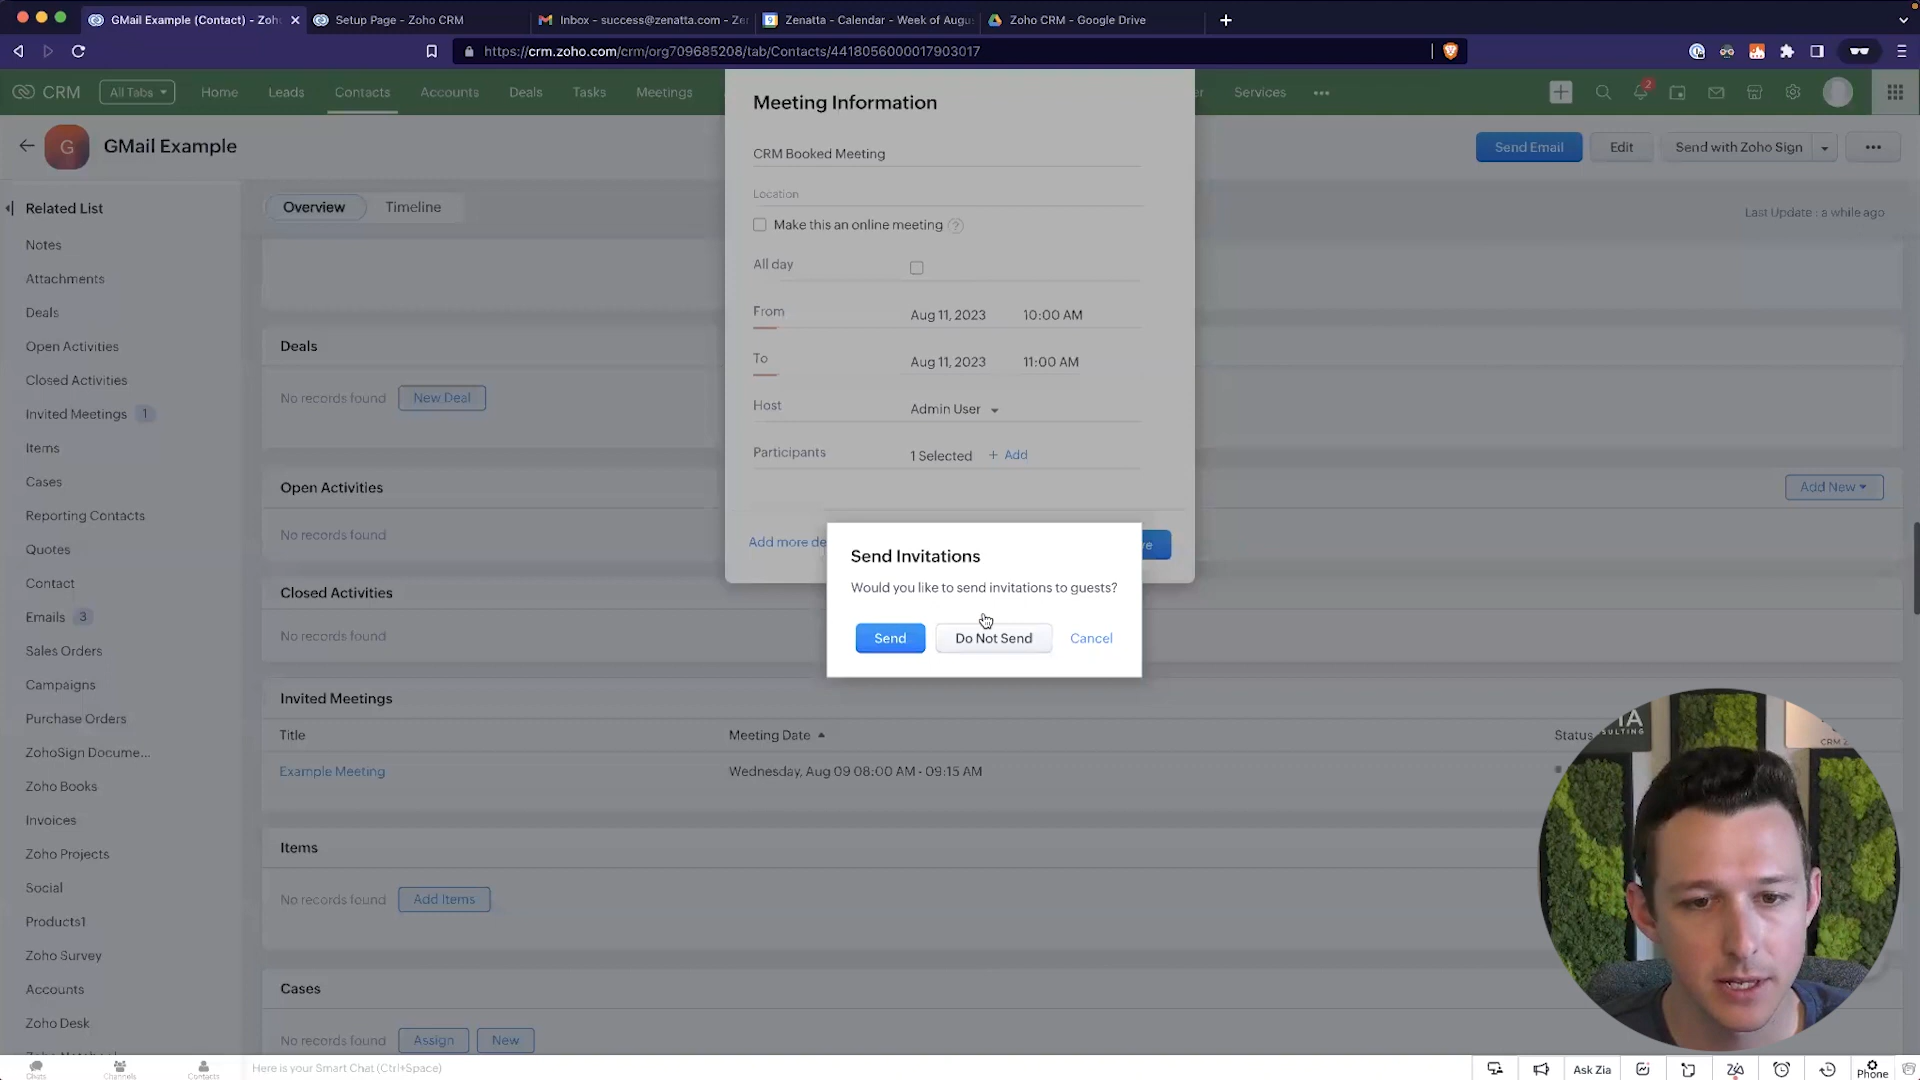 GMail Example (Contact) - Zoh
Setup Page - Zoho CRM
Inbox - success@zenatta.com - Ze
Zenatta - Calendar - Week of Augu
Zoho CRM - Google Drive
https://crm.zoho.com/crm/org709685208/tab/Contacts/4418056000017903017
CRM
All Tabs
Home
Leads
Contacts
Accounts
Deals
Tasks
Meetings
Services
2
G
GMail Example
Send Email
Edit
Send with Zoho Sign
Related List
Notes
Attachments
Deals
Open Activities
Closed Activities
Invited Meetings 1
Items
Cases
Reporting Contacts
Quotes
Contact
Emails 3
Sales Orders
Campaigns
Purchase Orders
ZohoSign Docume...
Zoho Books
Invoices
Zoho Projects
Social
Products1
Zoho Survey
Accounts
Zoho Desk
Overview
Timeline
Last Update : a while ago
Deals
No records found
New Deal
Open Activities
Add New
No records found
Closed Activities
No records found
Invited Meetings
Title
Meeting Date
Status
Example Meeting
Wednesday, Aug 09 08:00 AM - 09:15 AM
Items
No records found
Add Items
Cases
No records found
Assign
New
Meeting Information
CRM Booked Meeting
Location
Make this an online meeting ?
All day
From
Aug 11, 2023
10:00 AM
To
Aug 11, 2023
11:00 AM
Host
Admin User
Participants
1 Selected
+ Add
Add more de
Send Invitations
Would you like to send invitations to guests?
Send
Do Not Send
Cancel
Chats
Channels
Contacts
Here is your Smart Chat (Ctrl+Space)
Ask Zia
Phone